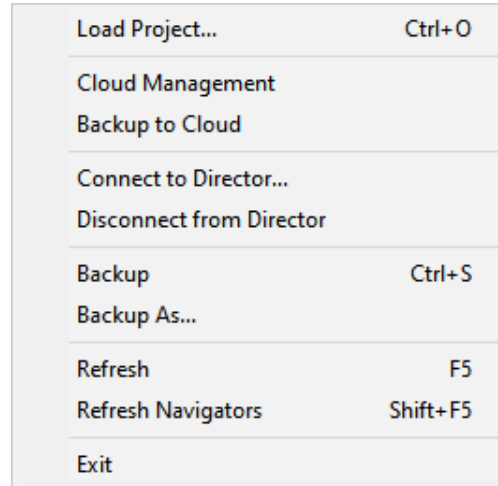 Load Project... Ctrl+O
Cloud Management
Backup to Cloud
Connect to Director...
Disconnect from Director
Backup Ctrl+S
Backup As...
Refresh F5
Refresh Navigators Shift+F5
Exit